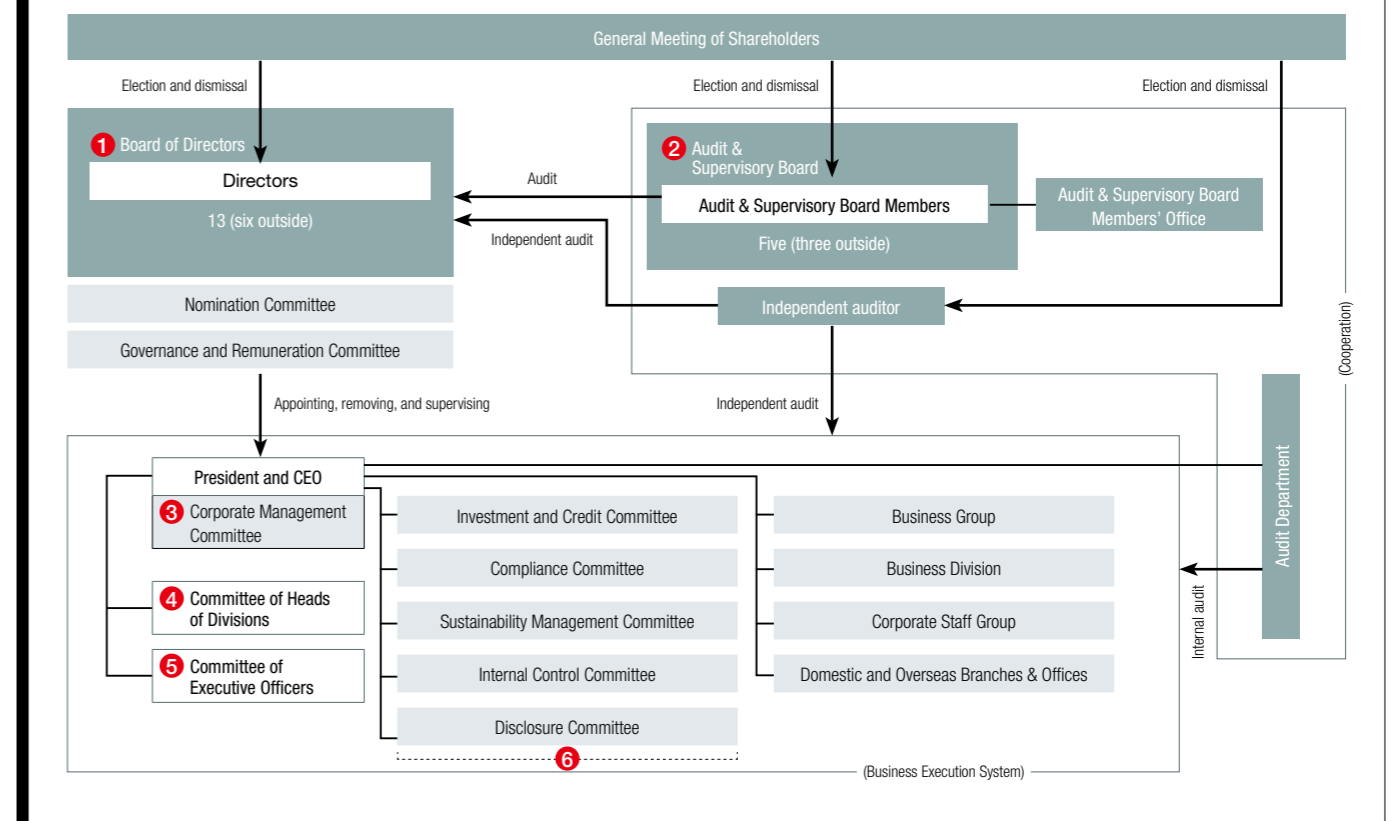 General Meeting of Shareholders
Election and dismissal
Election and dismissal
Election and dismissal
1 Board of Directors
Directors
13 (six outside)
2 Audit &
Supervisory Board
Audit & Supervisory Board Members
Five (three outside)
Audit & Supervisory Board
Members' Office
Audit
Independent audit
Nomination Committee
Governance and Remuneration Committee
Independent auditor
(Cooperation)
Appointing, removing, and supervising
Independent audit
President and CEO
3 Corporate Management
Committee
4 Committee of Heads
of Divisions
5 Committee of
Executive Officers
Investment and Credit Committee
Compliance Committee
Sustainability Management Committee
Internal Control Committee
Disclosure Committee
6
Business Group
Business Division
Corporate Staff Group
Domestic and Overseas Branches & Offices
Audit Department
Internal audit
(Business Execution System)